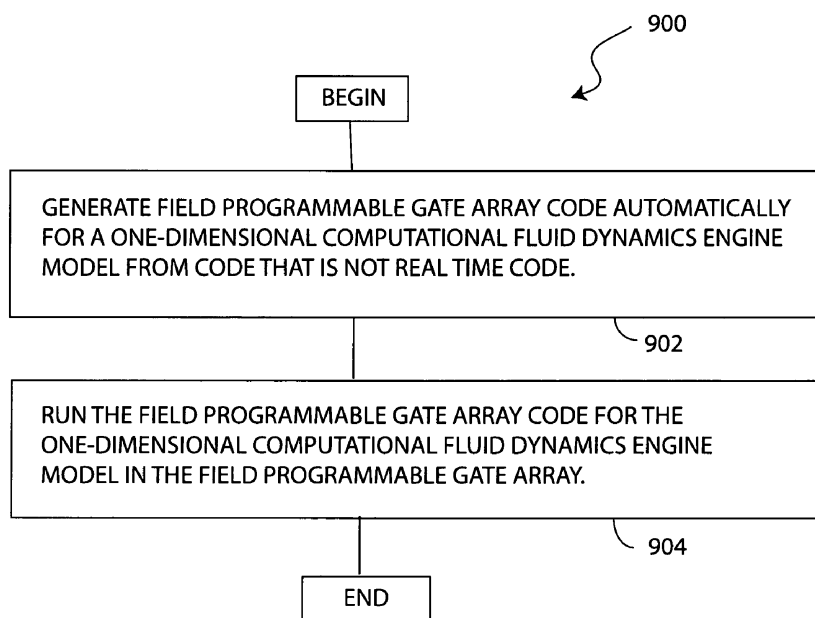 900
BEGIN
GENERATE FIELD PROGRAMMABLE GATE ARRAY CODE AUTOMATICALLY
FOR A ONE-DIMENSIONAL COMPUTATIONAL FLUID DYNAMICS ENGINE
MODEL FROM CODE THAT IS NOT REAL TIME CODE.
902
RUN THE FIELD PROGRAMMABLE GATE ARRAY CODE FOR THE
ONE-DIMENSIONAL COMPUTATIONAL FLUID DYNAMICS ENGINE
MODEL IN THE FIELD PROGRAMMABLE GATE ARRAY.
904
END